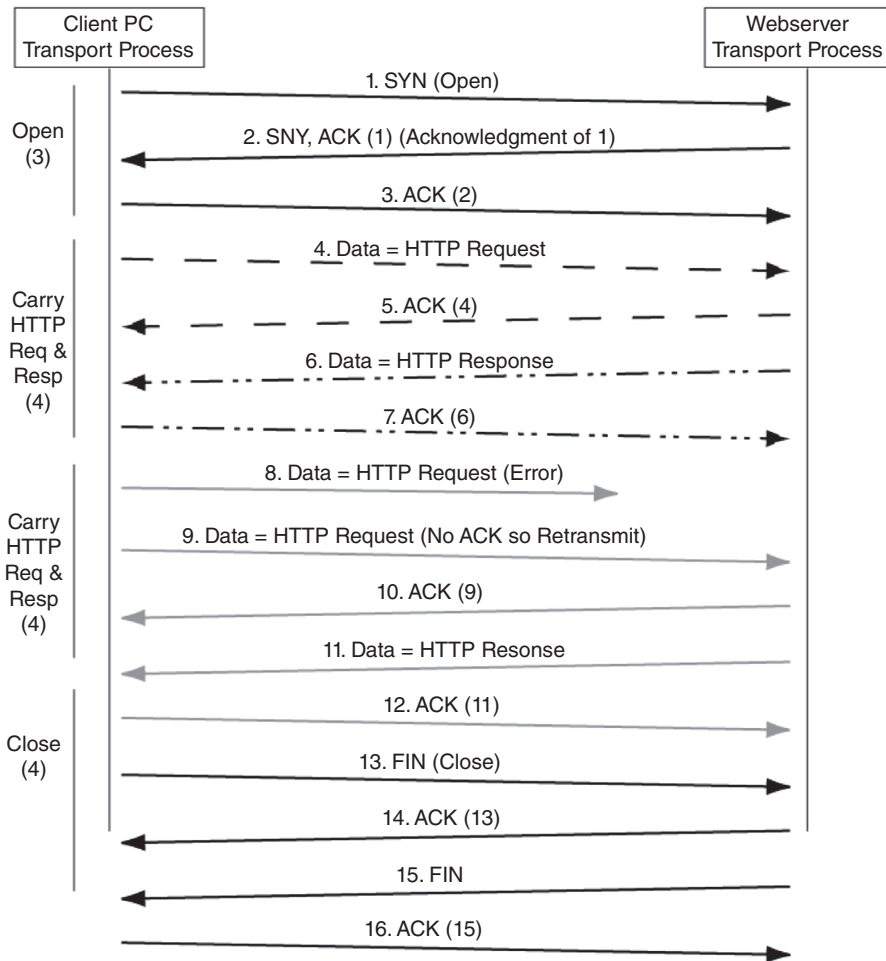 Client PC
Transport Process
Webserver
Transport Process
1. SYN (Open)
Open
(3)
2. SNY, ACK (1) (Acknowledgment of 1)
3. ACK (2)
4. Data = HTTP Request
Carry
HTTP
Req &
Resp
(4)
5. ACK (4)
6. Data = HTTP Response
7. ACK (6)
8. Data = HTTP Request (Error)
Carry
HTTP
Req &
Resp
(4)
9. Data = HTTP Request (No ACK so Retransmit)
10. ACK (9)
11. Data = HTTP Resonse
12. ACK (11)
Close
(4)
13. FIN (Close)
14. ACK (13)
15. FIN
16. ACK (15)